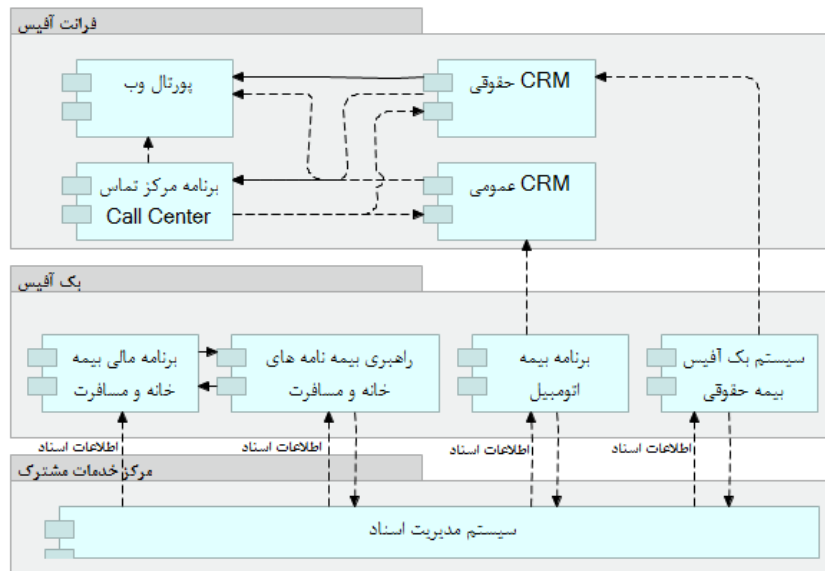 فرانت آفیس
پورتال وب
CRM حقوقی
برنامه مرکز تماس
Call Center
CRM عمومی
بک آفیس
برنامه مالی بیمه
خانه و مسافرت
راهبری بیمه نامه های
خانه و مسافرت
برنامه بیمه
اتومبیل
سیستم بک آفیس
بیمه حقوقی
اطلاعات اسناد
اطلاعات اسناد
اطلاعات اسناد
اطلاعات اسناد
مرکز خدمات مشترک
سیستم مدیریت اسناد